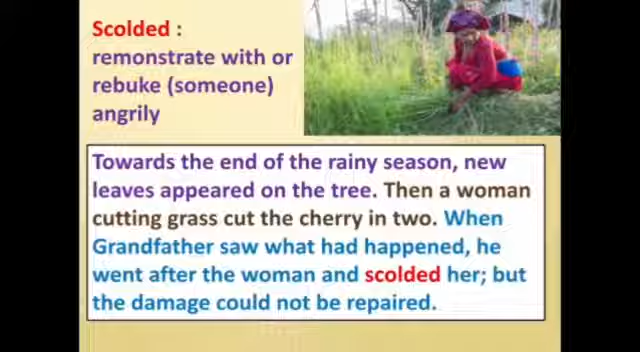 Scolded :
remonstrate with or
rebuke (someone)
angrily
Towards the end of the rainy season, new
leaves appeared on the tree. Then a woman
cutting grass cut the cherry in two. When
Grandfather saw what had happened, he
went after the woman and scolded her; but
the damage could not be repaired.